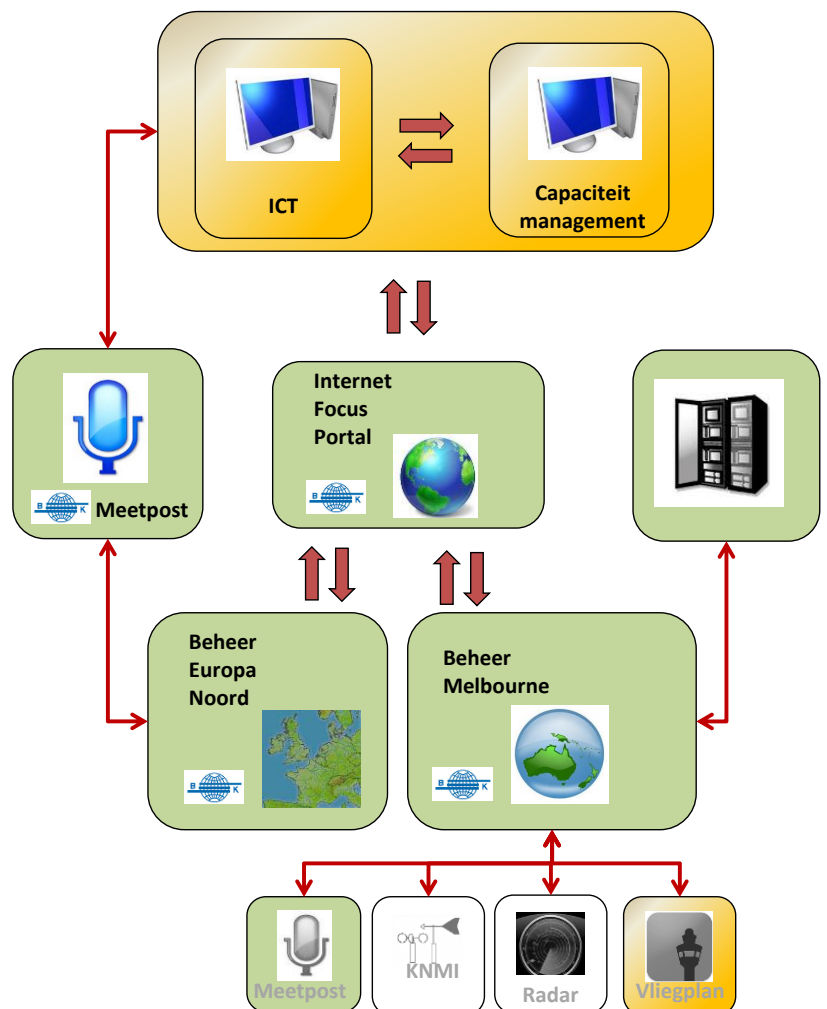 ICT
Capaciteit
management
Internet
Focus
Portal
B K
B K Meetpost
Beheer
Europa
Noord
B K
Beheer
Melbourne
B K
Meetpost
KNMI
Radar
Vliegplan